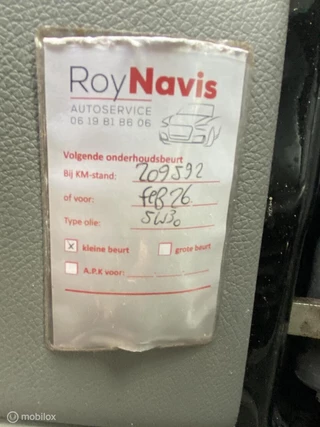 RoyNavis
AUTOSERVICE
06 19 81 86 06
Volgende onderhoudsbeurt
Bij KM-stand: 209592
of voor: feb 26
Type olie: 5W30
x kleine beurt grote beurt
A.P.K voor:
mobilox